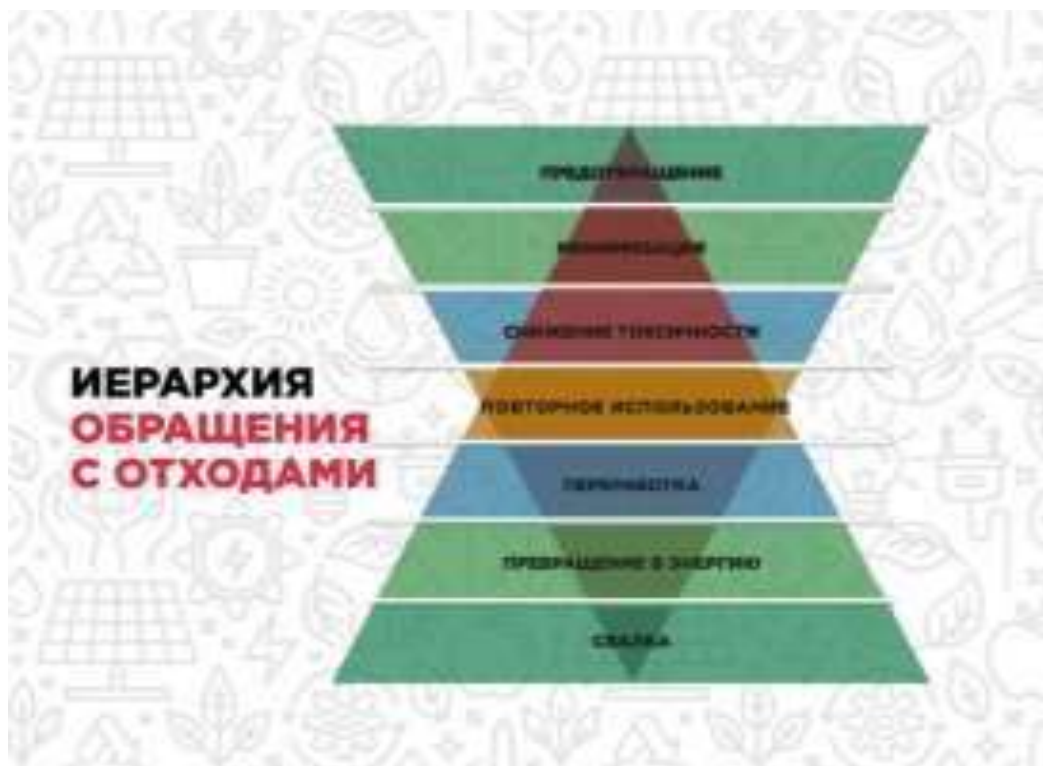 ИЕРАРХИЯ
ОБРАЩЕНИЯ
С ОТХОДАМИ
ПРЕДОТВРАЩЕНИЕ
МИНИМИЗАЦИЯ
СНИЖЕНИЕ ТОКСИЧНОСТИ
ПОВТОРНОЕ ИСПОЛЬЗОВАНИЕ
ПЕРЕРАБОТКА
ПРЕВРАЩЕНИЕ В ЭНЕРГИЮ
СВАЛКА